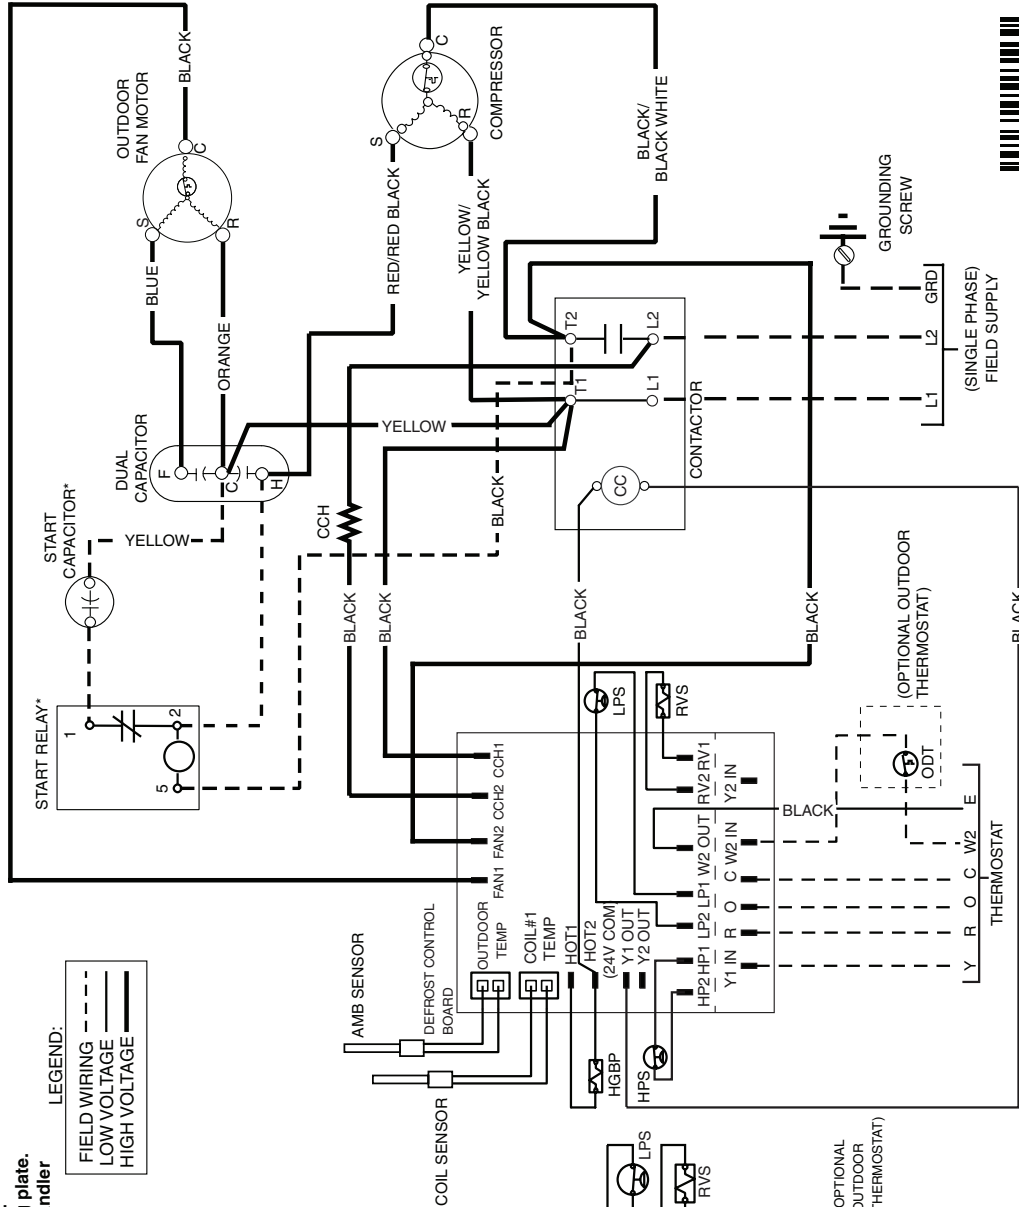 OUTDOOR
FAN MOTOR
BLACK
C
S
R
BLUE
ORANGE
COMPRESSOR
C
S
R
RED/RED BLACK
YELLOW/
YELLOW BLACK
BLACK/
BLACK WHITE
GROUNDING
SCREW
GRD
L2
L1
(SINGLE PHASE)
FIELD SUPPLY
T2
L2
T1
L1
CC
CONTACTOR
DUAL
CAPACITOR
F
C
H
YELLOW
START
CAPACITOR*
YELLOW
CCH
BLACK
BLACK
BLACK
BLACK
BLACK
BLACK
START RELAY*
1
2
5
LPS
RVS
(OPTIONAL OUTDOOR
THERMOSTAT)
ODT
FAN1 FAN2 CCH2 CCH1
OUTDOOR
TEMP
COIL#1
TEMP
HOT1
HOT2
(24V COM)
Y1 OUT
Y2 OUT
HP2 HP1 LP2 LP1 W2 OUT RV2 RV1
Y1 IN R O C W2 IN Y2 IN
BLACK
Y R O C W2 E
THERMOSTAT
AMB SENSOR
DEFROST CONTROL
BOARD
COIL SENSOR
HGBP
HPS
LEGEND:
FIELD WIRING
LOW VOLTAGE
HIGH VOLTAGE
plate.
ndler
LPS
RVS
OPTIONAL
OUTDOOR
THERMOSTAT)